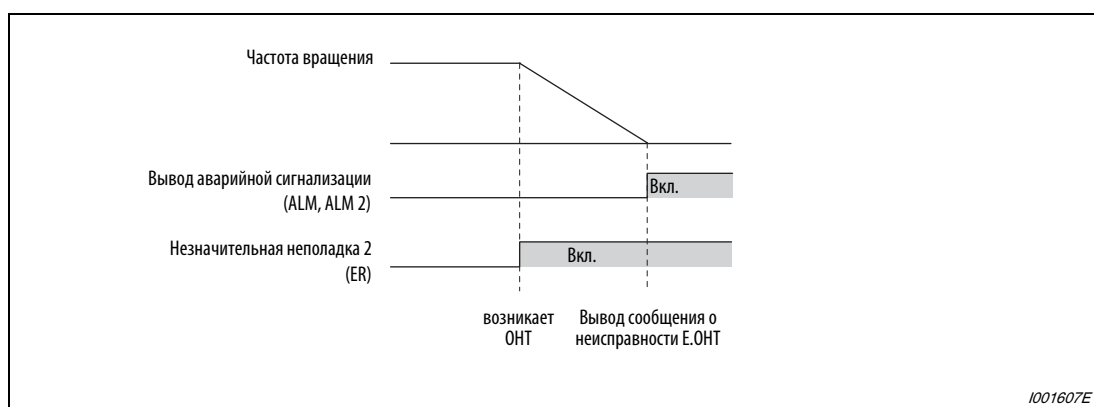 Частота вращения
Вывод аварийной сигнализации
(ALM, ALM 2)
Вкл.
Незначительная неполадка 2
(ER)
Вкл.
возникает
OHT
Вывод сообщения о
неисправности E.OHT
I001607E